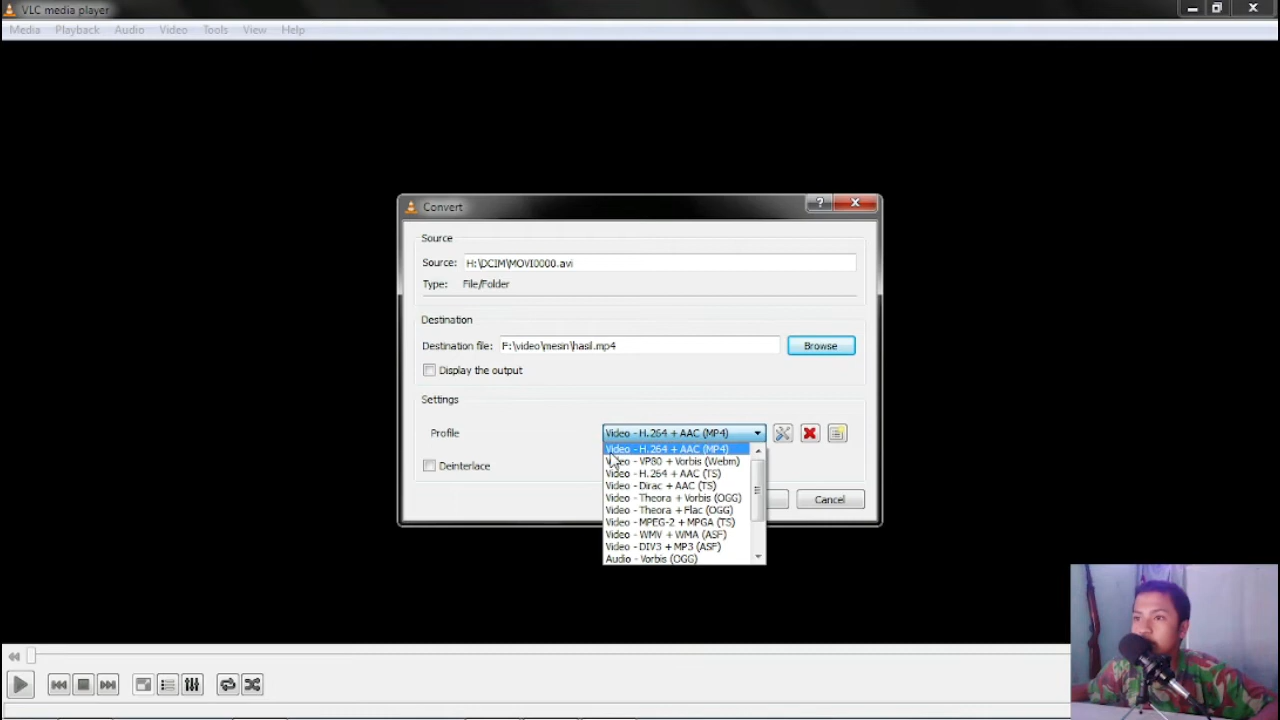 VLC media player
Media Playback Audio Video Tools View Help
Convert
Source
Source: H:\DCIM\MOVI0000.avi
Type: File/Folder
Destination
Destination file: F:\video\mesin\hasil.mp4 Browse
Display the output
Settings
Profile Video - H.264 + AAC (MP4)
Video - H.264 + AAC (MP4)
Video - VP80 + Vorbis (Webm)
Deinterlace
Video - H.264 + AAC (TS)
Video - Dirac + AAC (TS)
Video - Theora + Vorbis (OGG)
Cancel
Video - Theora + Flac (OGG)
Video - MPEG-2 + MPGA (TS)
Video - WMV + WMA (ASF)
Video - DIV3 + MP3 (ASF)
Audio - Vorbis (OGG)